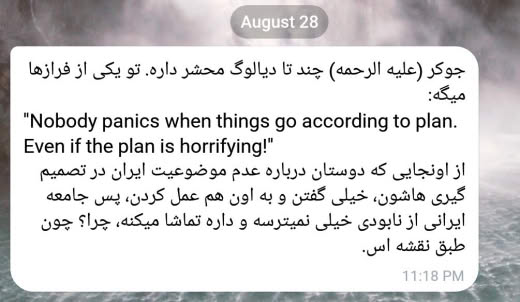 August 28
جوکر (علیه الرحمه) چند تا دیالوگ محشر داره. تو یکی از فرازها
میگه:
"Nobody panics when things go according to plan.
Even if the plan is horrifying!"
از اونجایی که دوستان درباره عدم موضوعیت ایران در تصمیم
گیری هاشون، خیلی گفتن و به اون هم عمل کردن، پس جامعه
ایرانی از نابودی خیلی نمیترسه و داره تماشا میکنه، چرا؟ چون
طبق نقشه اس.
11:18 PM